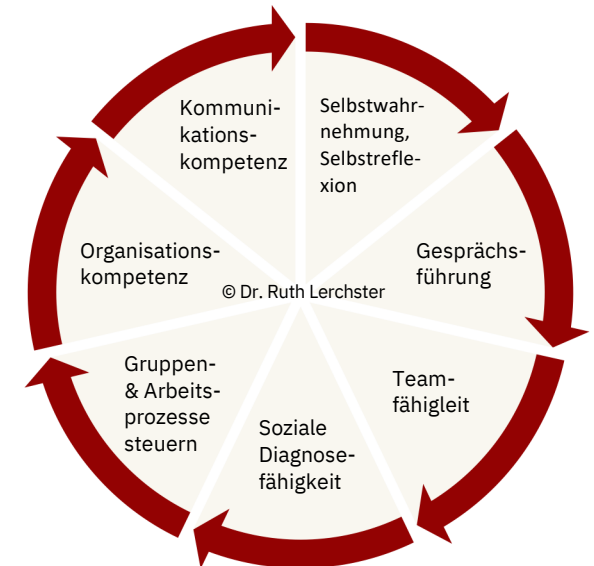 Kommuni-
kations-
kompetenz
Selbstwahr-
nehmung,
Selbstrefle-
xion
Gesprächs-
führung
Team-
fähigleit
Soziale
Diagnose-
fähigkeit
Gruppen-
& Arbeits-
prozesse
steuern
Organisations-
kompetenz
© Dr. Ruth Lerchster